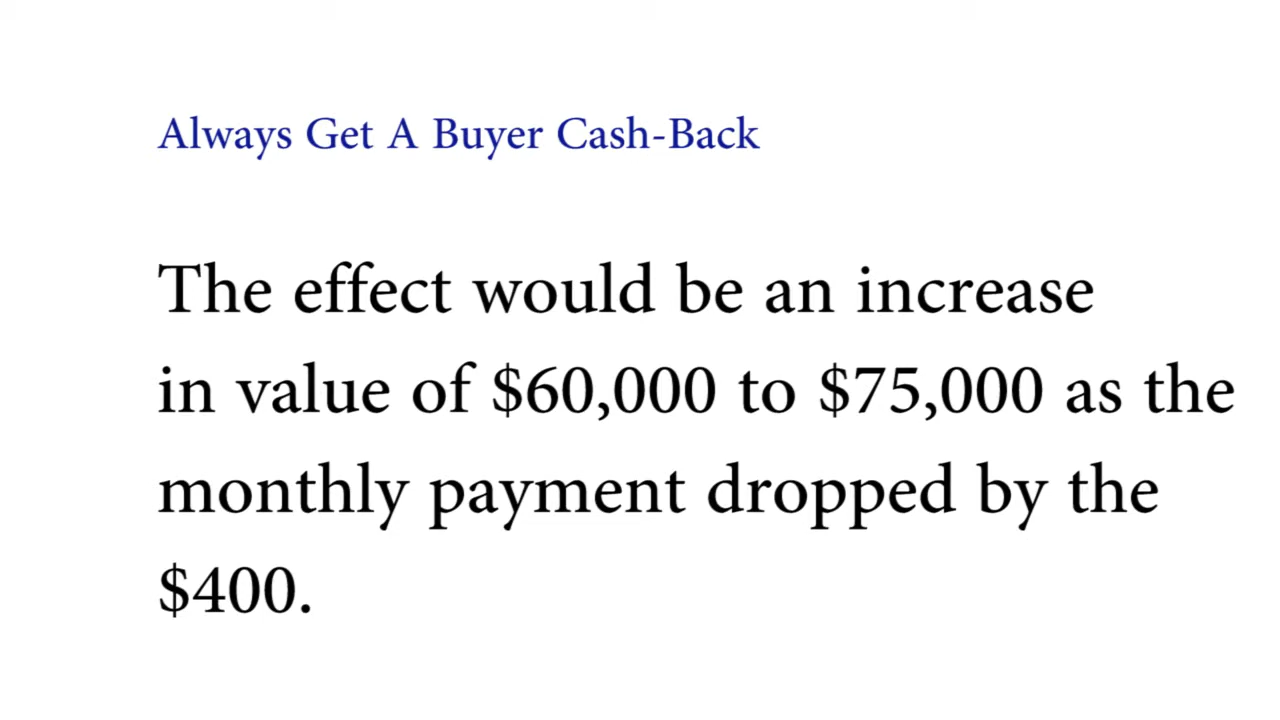 Always Get A Buyer Cash-Back
The effect would be an increase
in value of $60,000 to $75,000 as the
monthly payment dropped by the
$400.